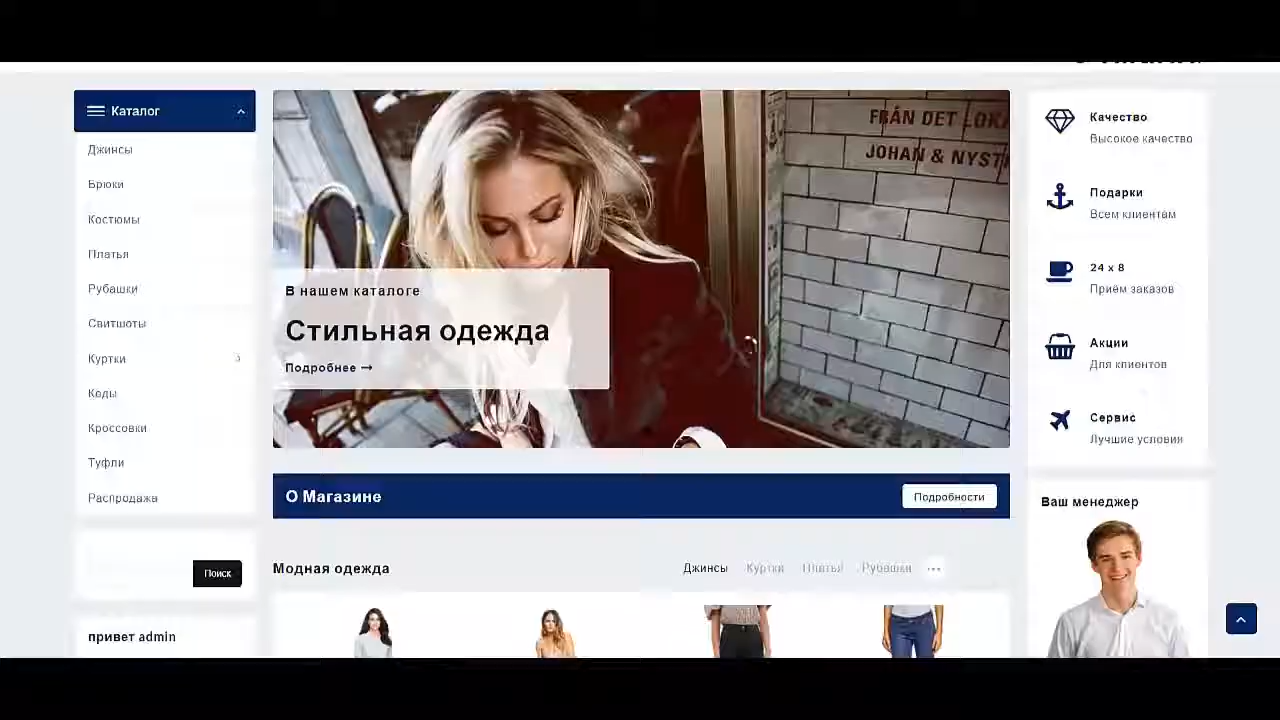 Каталог
Джинсы
Брюки
Костюмы
Платья
Рубашки
Свитшоты
Куртки
Кеды
Кроссовки
Туфли
Распродажа
Поиск
привет admin
FRÅN DET LOKA
JOHAN & NYST
В нашем каталоге
Стильная одежда
Подробнее →
О Магазине
Подробности
Модная одежда
Джинсы Куртки Платья Рубашки ...
Качество
Высокое качество
Подарки
Всем клиентам
24 x 8
Приём заказов
Акции
Для клиентов
Сервис
Лучшие условия
Ваш менеджер